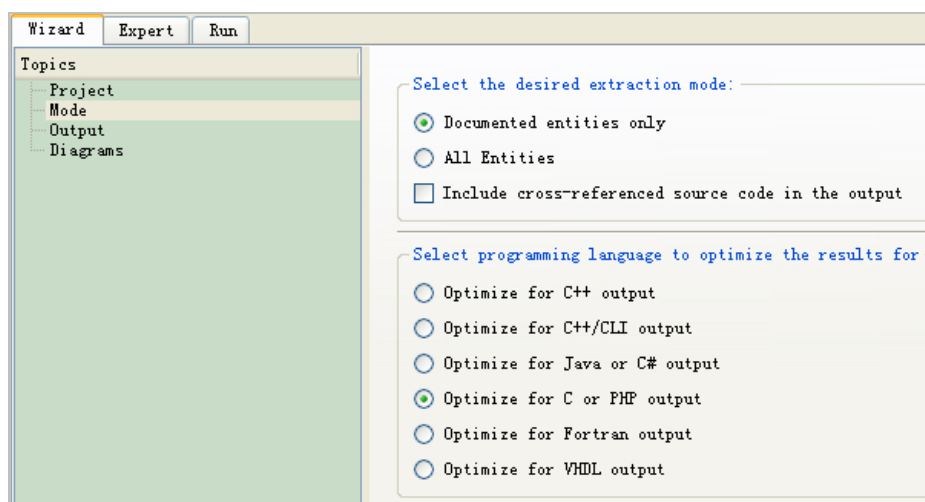 Wizard Expert Run
Topics
Project
Mode
Output
Diagrams
Select the desired extraction mode:
Documented entities only
All Entities
Include cross-referenced source code in the output
Select programming language to optimize the results for
Optimize for C++ output
Optimize for C++/CLI output
Optimize for Java or C# output
Optimize for C or PHP output
Optimize for Fortran output
Optimize for VHDL output